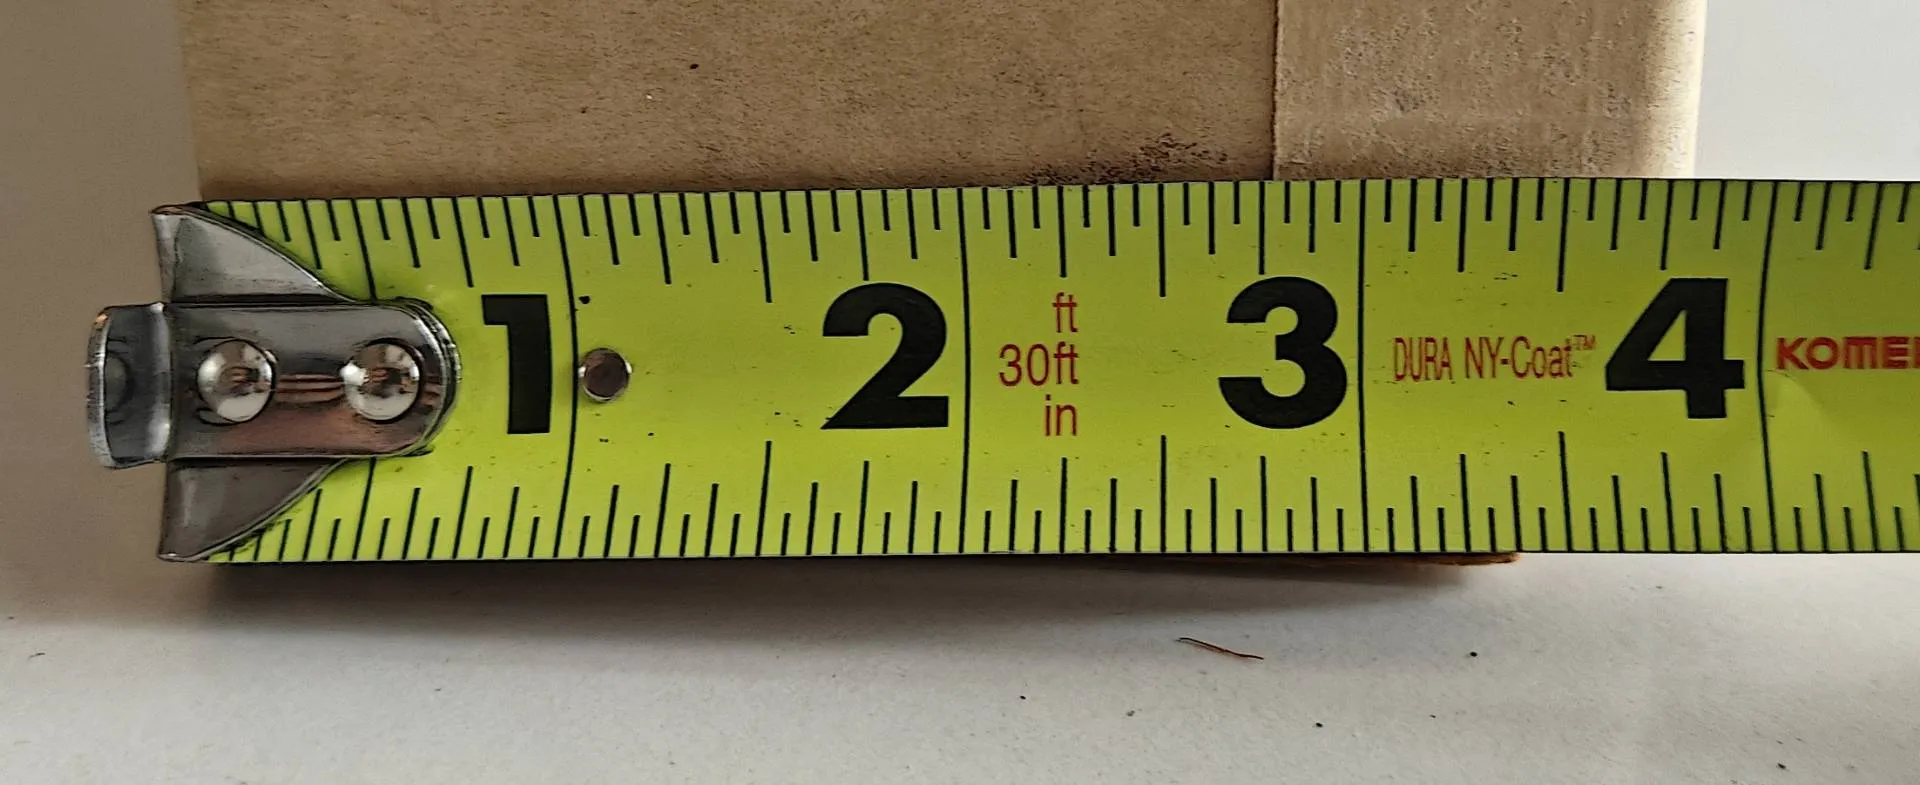 1 2 ft 3 DURA NY-Coat™ 4
30ft
in